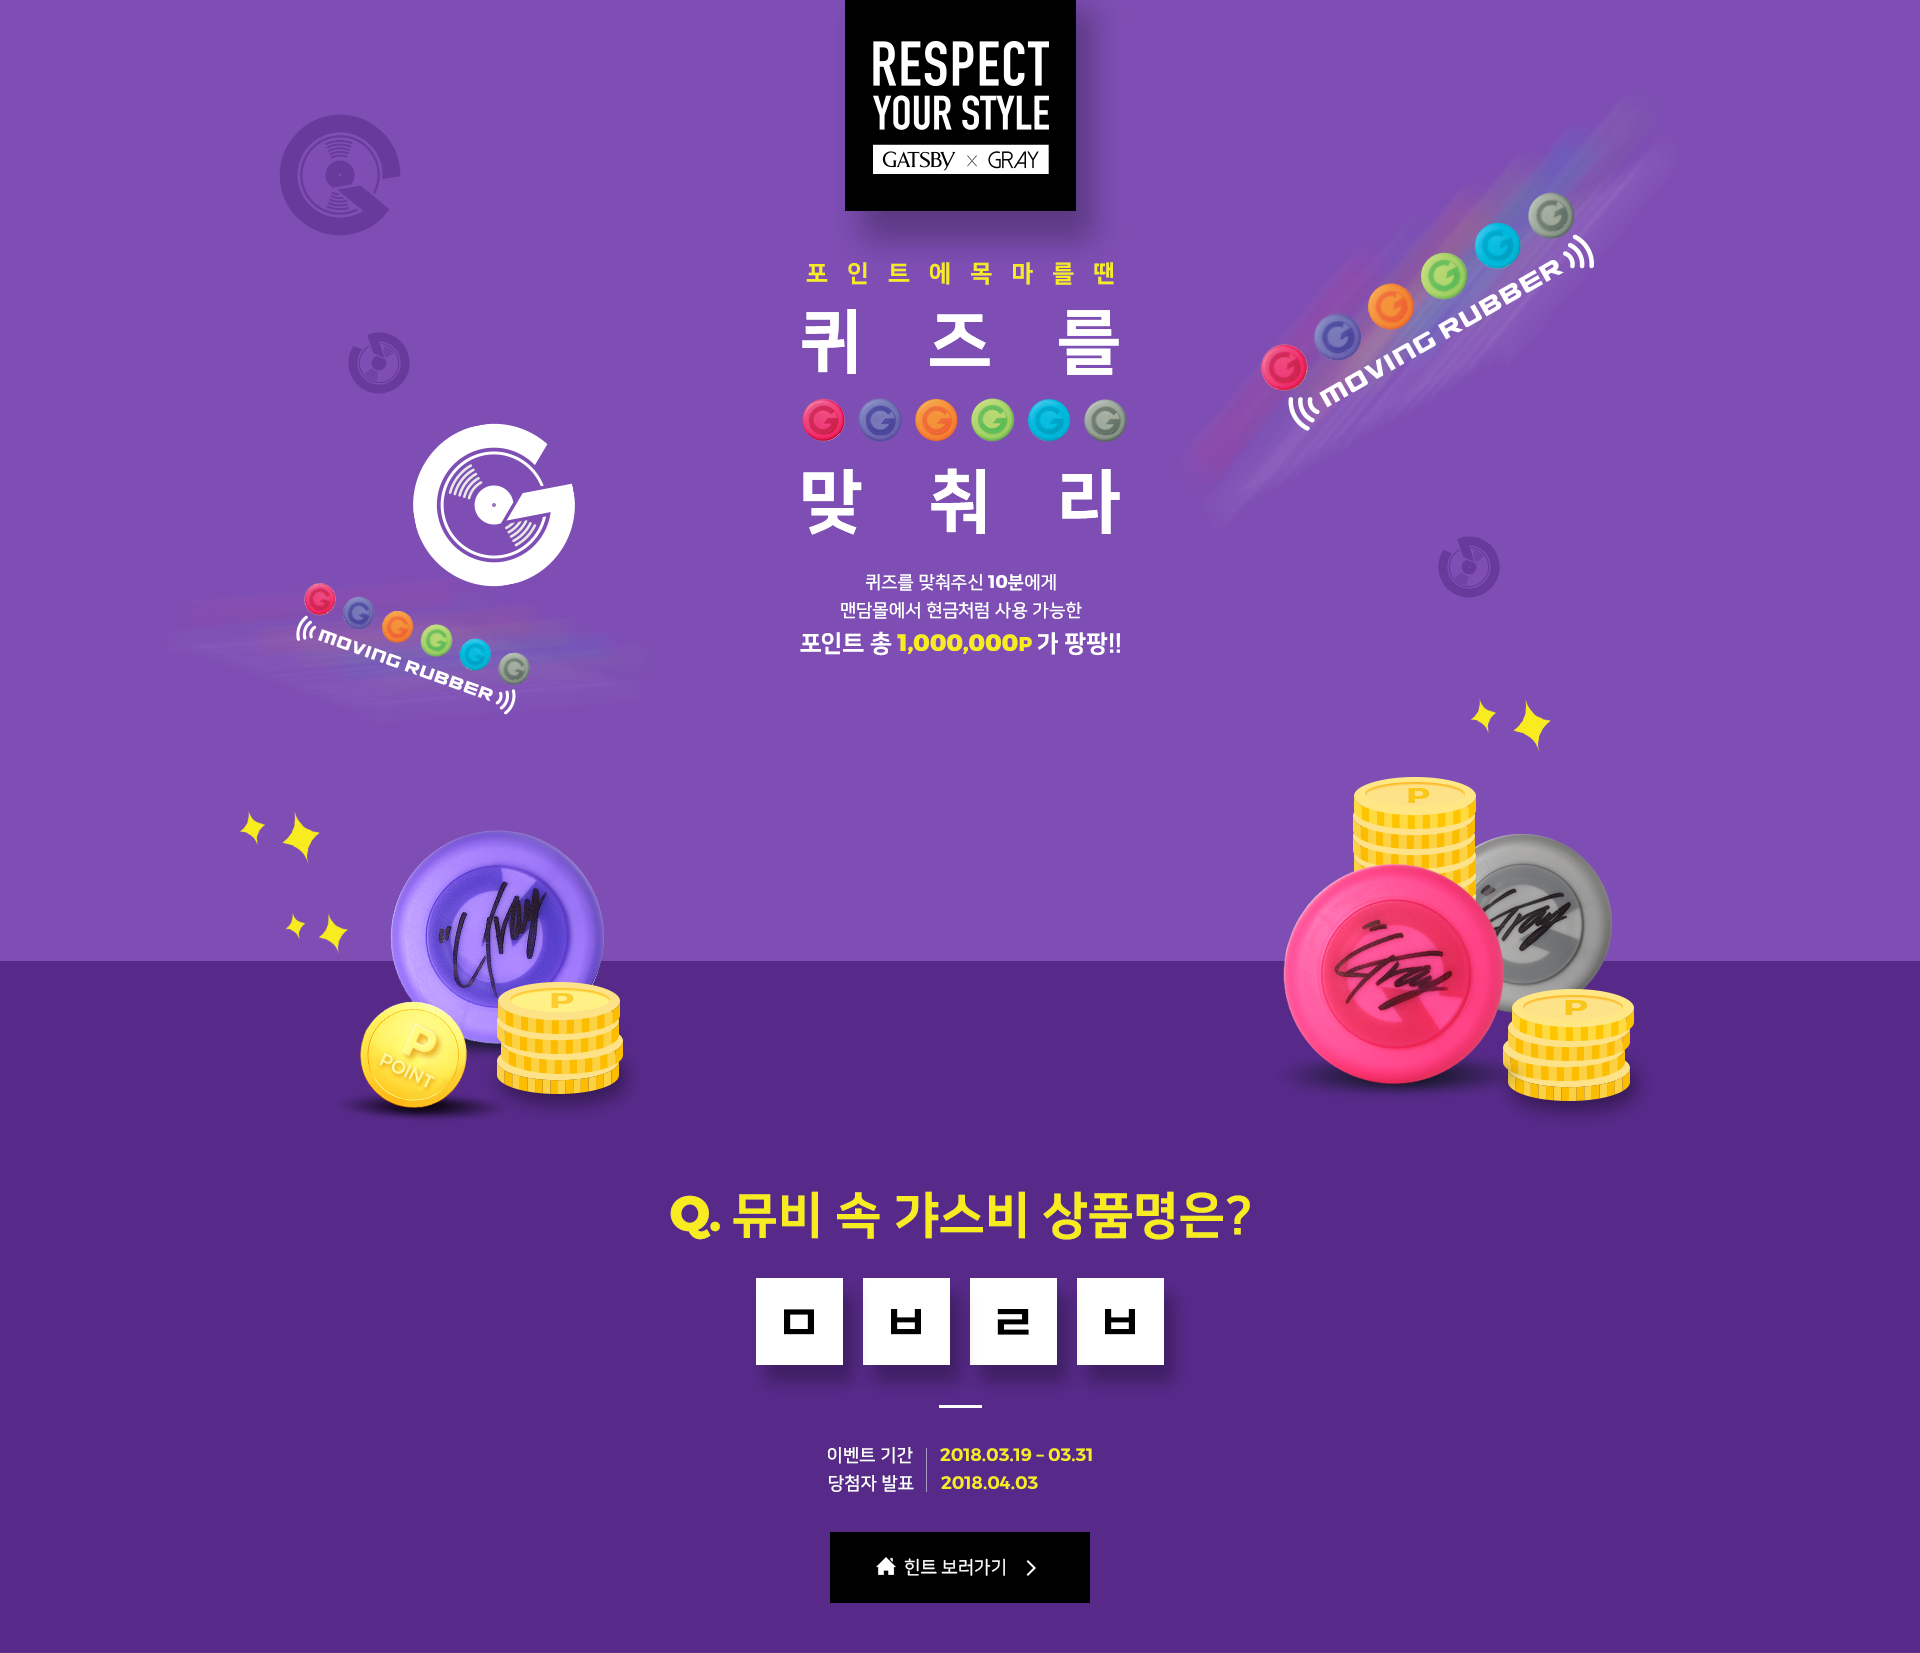 RESPECT
YOUR STYLE
GATSBY × GRAY
포인트에목마를땐
퀴즈를
G G G G G G
맞춰라
퀴즈를 맞춰주신 10분에게
맨담몰에서 현금처럼 사용 가능한
포인트 총 1,000,000P 가 팡팡!!
MOVING RUBBER
MOVING RUBBER
P
Gray
Gray
Gray
P
P
P
POINT
Q. 뮤비 속 갸스비 상품명은?
ㅁ ㅂ ㄹ ㅂ
이벤트 기간 2018.03.19 - 03.31
당첨자 발표 2018.04.03
힌트 보러가기 >